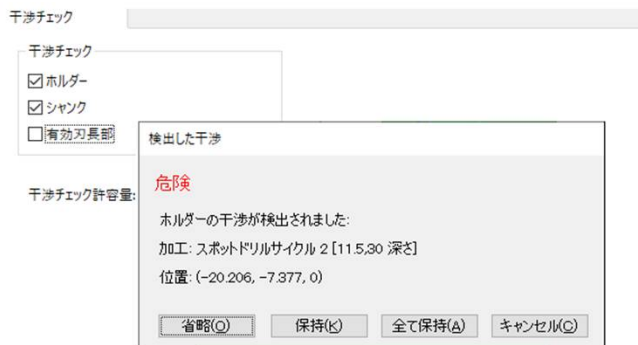 干渉チェック
干渉チェック
ホルダー
シャンク
有効刃長部
干渉チェック許容量:
検出した干渉
危険
ホルダーの干渉が検出されました:
加工: スポットドリルサイクル 2 [11.5,30 深さ]
位置: (-20.206, -7.377, 0)
省略(O) 保持(K) 全て保持(A) キャンセル(C)